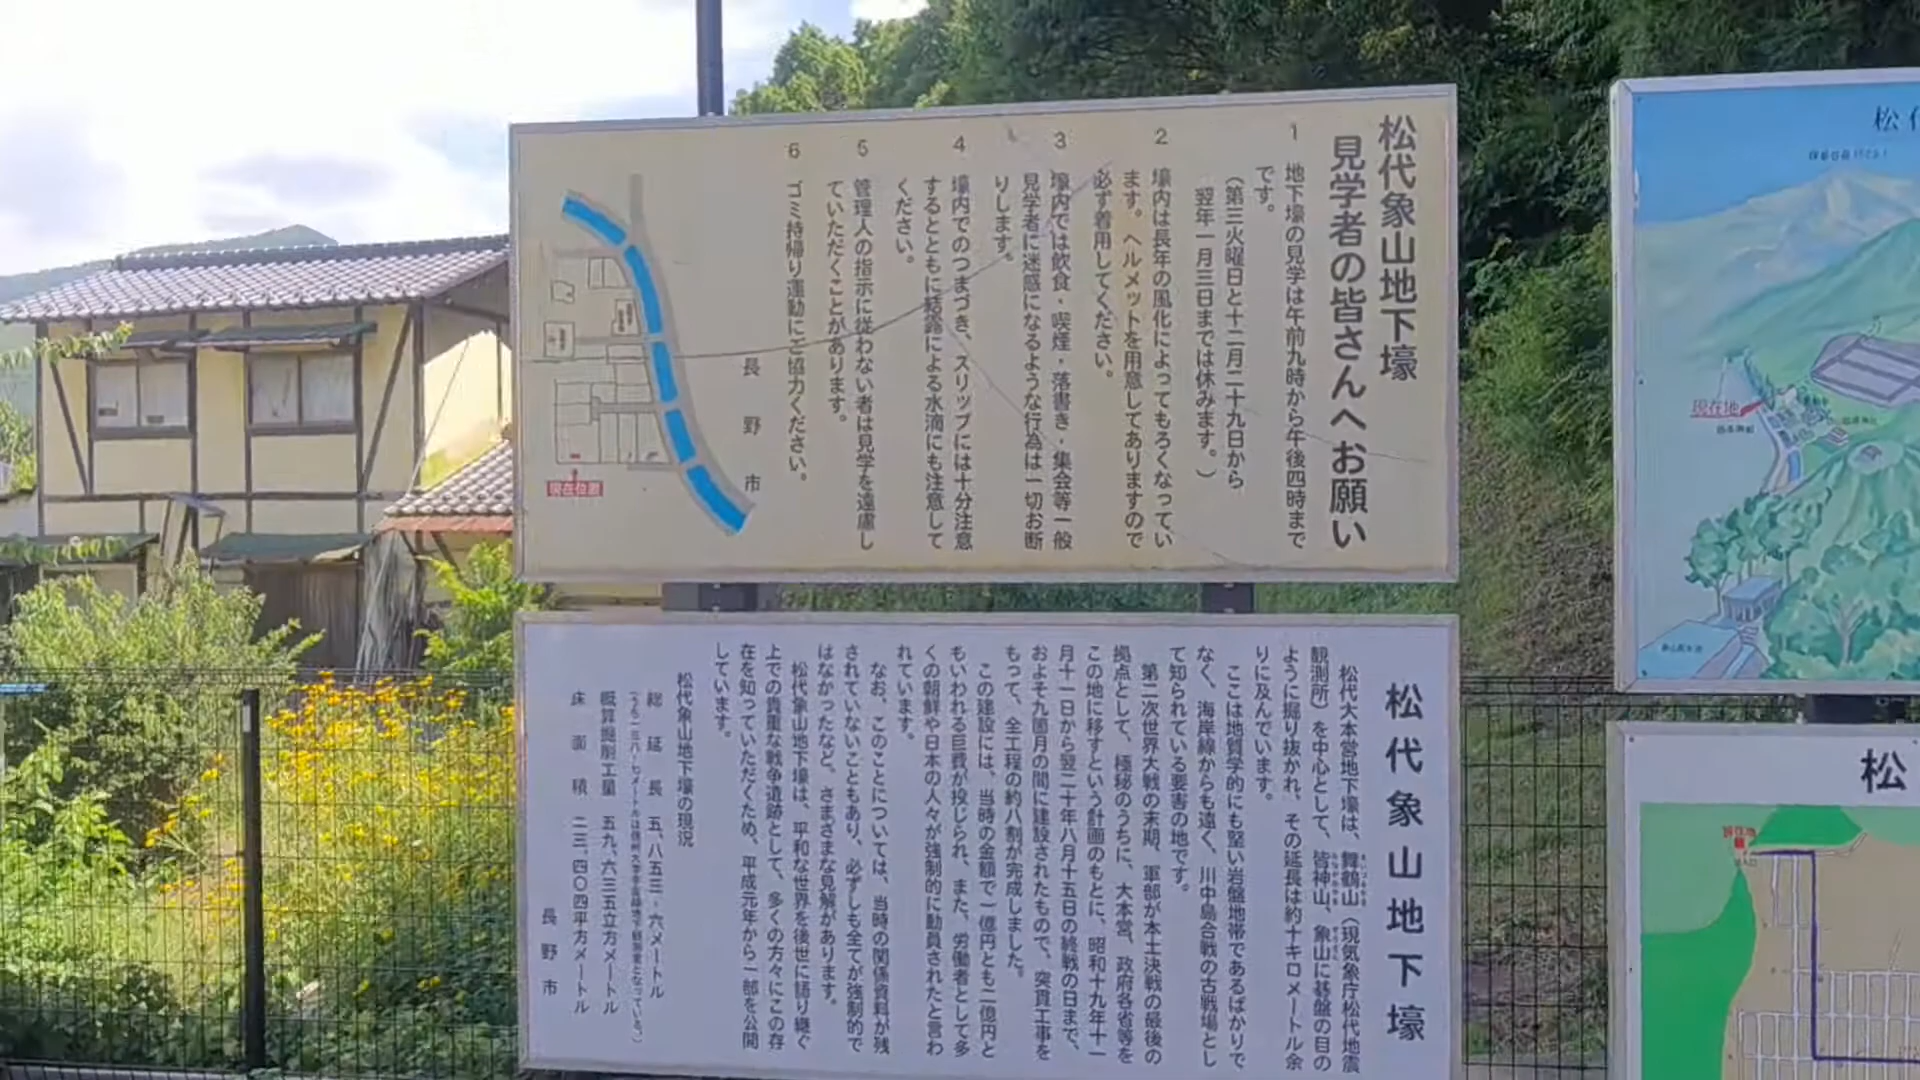 松代象山地下壕
見学者の皆さんへお願い
1 地下壕の見学は午前九時から午後四時まで
です。
(第三火曜日と十二月二十九日から
翌年一月三日までは休みます。)
2 壕内は長年の風化によってもろくなってい
ます。ヘルメットを用意してありますので
必ず着用してください。
3 壕内では飲食・喫煙・落書き・集会等一般
見学者に迷惑になるような行為は一切お断
りします。
4 壕内でのつまづき、スリップには十分注意
するとともに結露による水滴にも注意して
ください。
5 管理人の指示に従わない者は見学を遠慮し
ていただくことがあります。
6 ゴミ持帰り運動にご協力ください。
長野市
現在位置
松代象山地下壕
松代大本営地下壕は、舞鶴山(現気象庁松代地震
観測所)を中心として、皆神山、象山に碁盤の目の
ように掘り抜かれ、その延長は約十キロメートル余
りに及んでいます。
ここは地質学的にも堅い岩盤地帯であるばかりで
なく、海岸線からも遠く、川中島合戦の古戦場とし
て知られている要害の地です。
第二次世界大戦の末期、軍部が本土決戦の最後の
拠点として、極秘のうちに、大本営、政府各省等を
この地に移すという計画のもとに、昭和十九年十一
月十一日から翌二十年八月十五日の終戦の日まで、
およそ九箇月の間に建設されたもので、突貫工事を
もって、全工程の約八割が完成しました。
この建設には、当時の金額で一億円とも二億円と
もいわれる巨費が投じられ、また、労働者として多
くの朝鮮や日本の人々が強制的に動員されたと言わ
れています。
なお、このことについては、当時の関係資料が残
されていないこともあり、必ずしも全てが強制的で
はなかったなど、さまざまな見解があります。
松代象山地下壕は、平和な世界を後世に語り継ぐ
上での貴重な戦争遺跡として、多くの方々にこの存
在を知っていただくため、平成元年から一部を公開
しています。
松代象山地下壕の現況
総延長 五、八五三・六メートル
概算掘削土量 五九、六三五立方メートル
床面積 二三、四〇四平方メートル
長野市
松代
現在地
松
現在地